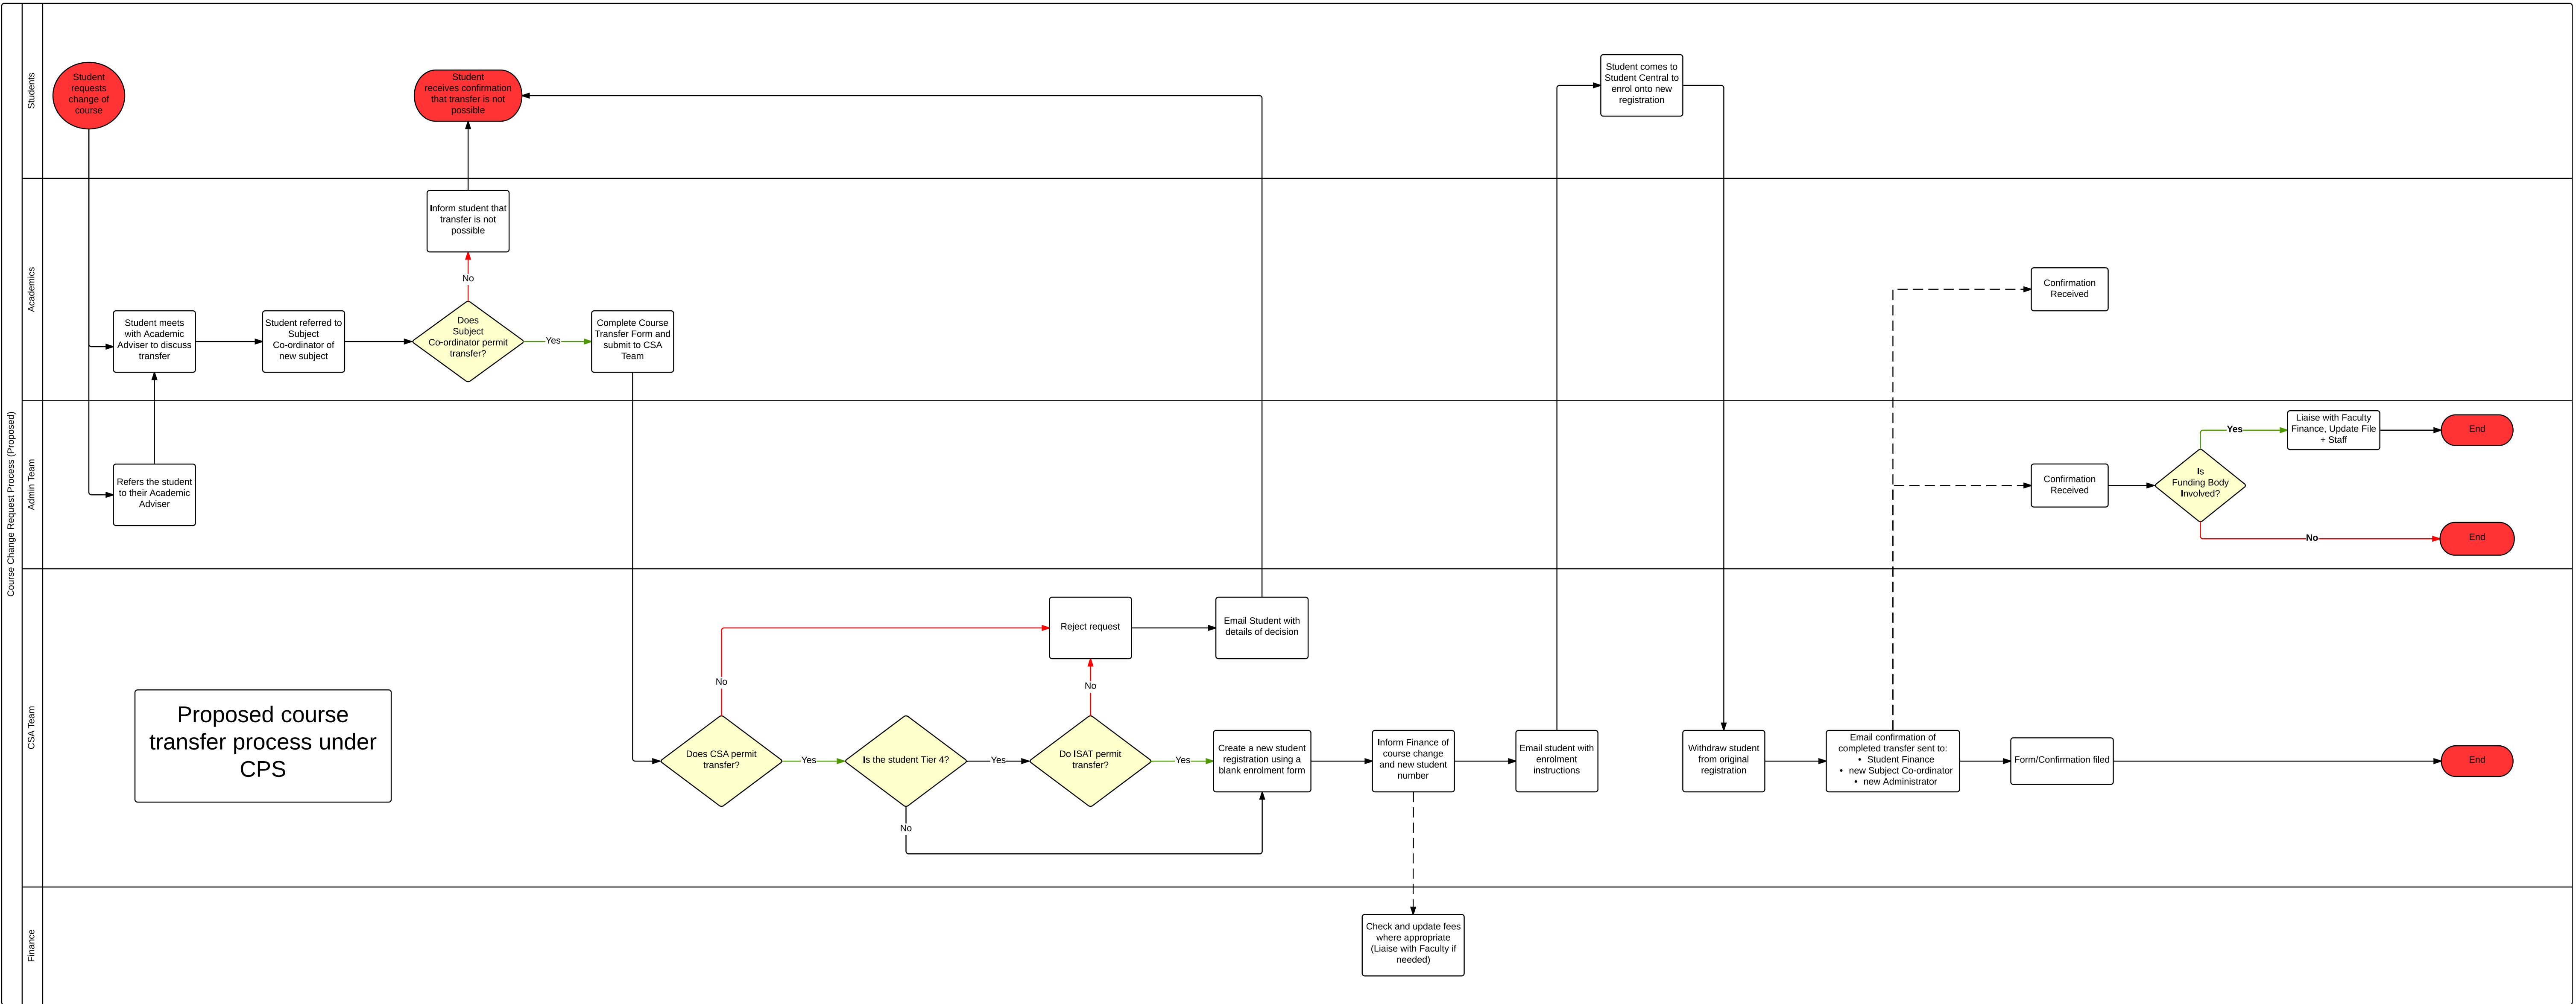 Course Change Request Process (Proposed)
Students
Student
requests
change of
course
Student
receives confirmation
that transfer is not
possible
Student comes to
Student Central to
enrol onto new
registration
Academics
Inform student that
transfer is not
possible
No
Student meets
with Academic
Adviser to discuss
transfer
Student referred to
Subject
Co-ordinator of
new subject
Does
Subject
Co-ordinator permit
transfer?
Yes
Complete Course
Transfer Form and
submit to CSA
Team
Confirmation
Received
Admin Team
Refers the student
to their Academic
Adviser
Confirmation
Received
Is
Funding Body
Involved?
Yes
Liaise with Faculty
Finance, Update File
+ Staff
End
No
End
CSA Team
Proposed course
transfer process under
CPS
Reject request
Email Student with
details of decision
No
No
Does CSA permit
transfer?
Yes
Is the student Tier 4?
Yes
Do ISAT permit
transfer?
Yes
No
Create a new student
registration using a
blank enrolment form
Inform Finance of
course change
and new student
number
Email student with
enrolment
instructions
Withdraw student
from original
registration
Email confirmation of
completed transfer sent to:
• Student Finance
• new Subject Co-ordinator
• new Administrator
Form/Confirmation filed
End
Finance
Check and update fees
where appropriate
(Liaise with Faculty if
needed)